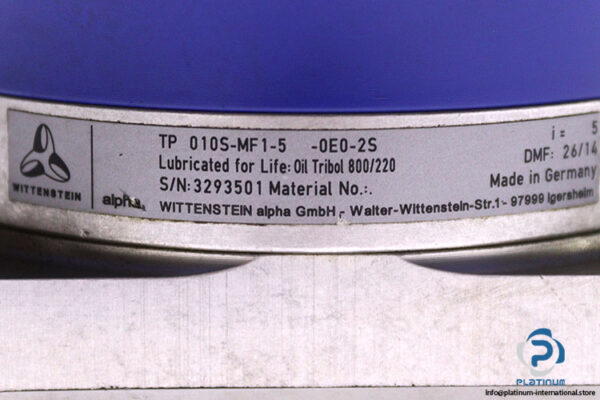 TP 010S-MF1-5 -0E0-2S
i = 5
Lubricated for Life: Oil Tribol 800/220
DMF: 26/14
S/N: 3293501 Material No.:.
Made in Germany
WITTENSTEIN
alpha
WITTENSTEIN alpha GmbH - Walter-Wittenstein-Str.1 - 97999 Igersheim
PLATINUM
info@platinum-international.store